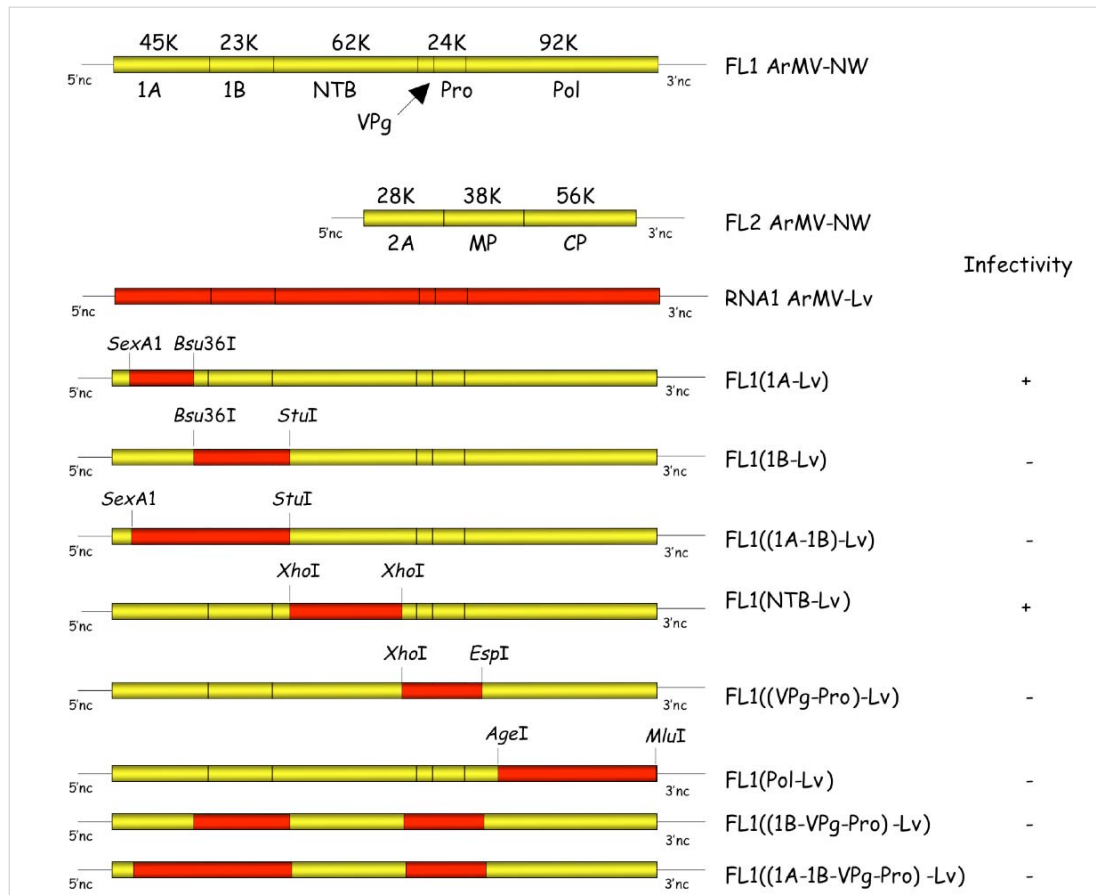 45K 23K 62K 24K 92K
5'nc 3'nc FL1 ArMV-NW
1A 1B NTB Pro Pol
VPg
28K 38K 56K
5'nc 3'nc FL2 ArMV-NW
2A MP CP
Infectivity
5'nc 3'nc RNA1 ArMV-Lv
SexA1 Bsu36I
5'nc 3'nc FL1(1A-Lv) +
Bsu36I StuI
5'nc 3'nc FL1(1B-Lv) -
SexA1 StuI
5'nc 3'nc FL1((1A-1B)-Lv) -
XhoI XhoI
5'nc 3'nc FL1(NTB-Lv) +
XhoI EspI
5'nc 3'nc FL1((VPg-Pro)-Lv) -
AgeI MluI
5'nc 3'nc FL1(Pol-Lv) -
5'nc 3'nc FL1((1B-VPg-Pro) -Lv) -
5'nc 3'nc FL1((1A-1B-VPg-Pro) -Lv) -